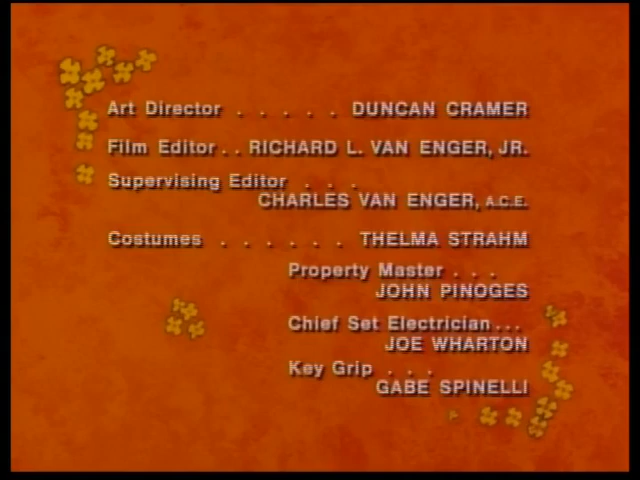 Art Director . . . . . DUNCAN CRAMER
Film Editor . . RICHARD L. VAN ENGER, JR.
Supervising Editor . . .
CHARLES VAN ENGER, A.C.E.
Costumes . . . . . . THELMA STRAHM
Property Master . . .
JOHN PINOGES
Chief Set Electrician . . .
JOE WHARTON
Key Grip . . .
GABE SPINELLI